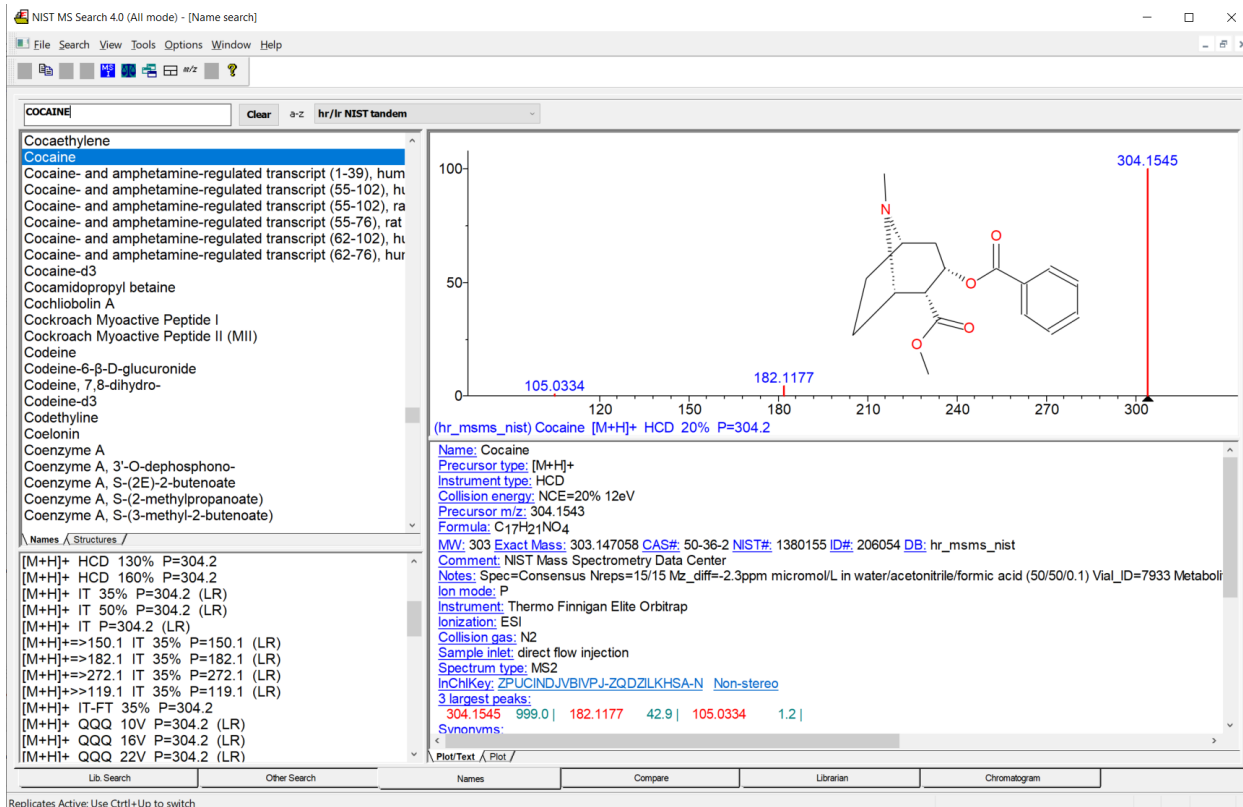 NIST MS Search 4.0 (All mode) - [Name search]
File Search View Tools Options Window Help
MS
m/z ?
COCAINE Clear a-z hr/lr NIST tandem
Cocaethylene
Cocaine
Cocaine- and amphetamine-regulated transcript (1-39), hum
Cocaine- and amphetamine-regulated transcript (55-102), hu
Cocaine- and amphetamine-regulated transcript (55-102), ra
Cocaine- and amphetamine-regulated transcript (55-76), rat
Cocaine- and amphetamine-regulated transcript (62-102), hu
Cocaine- and amphetamine-regulated transcript (62-76), hur
Cocaine-d3
Cocamidopropyl betaine
Cochliobolin A
Cockroach Myoactive Peptide I
Cockroach Myoactive Peptide II (MII)
Codeine
Codeine-6-β-D-glucuronide
Codeine, 7,8-dihydro-
Codeine-d3
Codethyline
Coelonin
Coenzyme A
Coenzyme A, 3'-O-dephosphono-
Coenzyme A, S-(2E)-2-butenoate
Coenzyme A, S-(2-methylpropanoate)
Coenzyme A, S-(3-methyl-2-butenoate)
Names Structures
[M+H]+ HCD 130% P=304.2
[M+H]+ HCD 160% P=304.2
[M+H]+ IT 35% P=304.2 (LR)
[M+H]+ IT 50% P=304.2 (LR)
[M+H]+ IT P=304.2 (LR)
[M+H]+=>150.1 IT 35% P=150.1 (LR)
[M+H]+=>182.1 IT 35% P=182.1 (LR)
[M+H]+=>272.1 IT 35% P=272.1 (LR)
[M+H]+>>119.1 IT 35% P=119.1 (LR)
[M+H]+ IT-FT 35% P=304.2
[M+H]+ QQQ 10V P=304.2 (LR)
[M+H]+ QQQ 16V P=304.2 (LR)
[M+H]+ QQQ 22V P=304.2 (LR)
304.1545
100
N
O
O
50
O
O
182.1177
105.0334
0
120 150 180 210 240 270 300
(hr_msms_nist) Cocaine [M+H]+ HCD 20% P=304.2
Name: Cocaine
Precursor type: [M+H]+
Instrument type: HCD
Collision energy: NCE=20% 12eV
Precursor m/z: 304.1543
Formula: C17H21NO4
MW: 303 Exact Mass: 303.147058 CAS#: 50-36-2 NIST#: 1380155 ID#: 206054 DB: hr_msms_nist
Comment: NIST Mass Spectrometry Data Center
Notes: Spec=Consensus Nreps=15/15 Mz_diff=-2.3ppm micromol/L in water/acetonitrile/formic acid (50/50/0.1) Vial_ID=7933 Metaboli
Ion mode: P
Instrument: Thermo Finnigan Elite Orbitrap
Ionization: ESI
Collision gas: N2
Sample inlet: direct flow injection
Spectrum type: MS2
InChIKey: ZPUCINDJVBIVPJ-ZQDZILKHSA-N Non-stereo
3 largest peaks:
304.1545 999.0 | 182.1177 42.9 | 105.0334 1.2 |
Synonyms:
Plot/Text Plot
Lib. Search Other Search Names Compare Librarian Chromatogram
Replicates Active: Use Ctrl+Up to switch